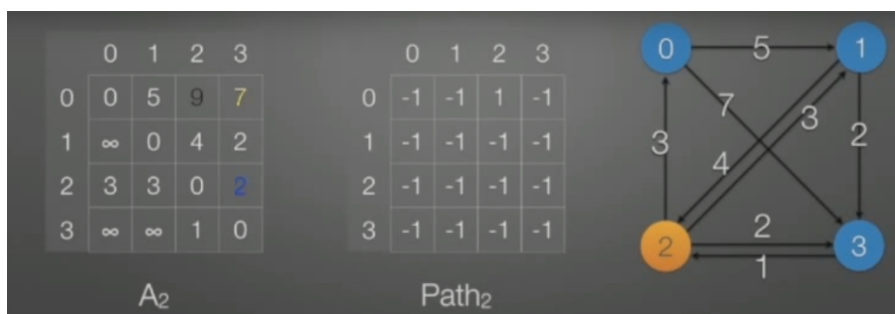 0 1 2 3
0 0 5 9 7
1 ∞ 0 4 2
2 3 3 0 2
3 ∞ ∞ 1 0
A₂
0 1 2 3
0 -1 -1 1 -1
1 -1 -1 -1 -1
2 -1 -1 -1 -1
3 -1 -1 -1 -1
Path₂
0 5 1
7
3 4 3 2
2 2 3
1